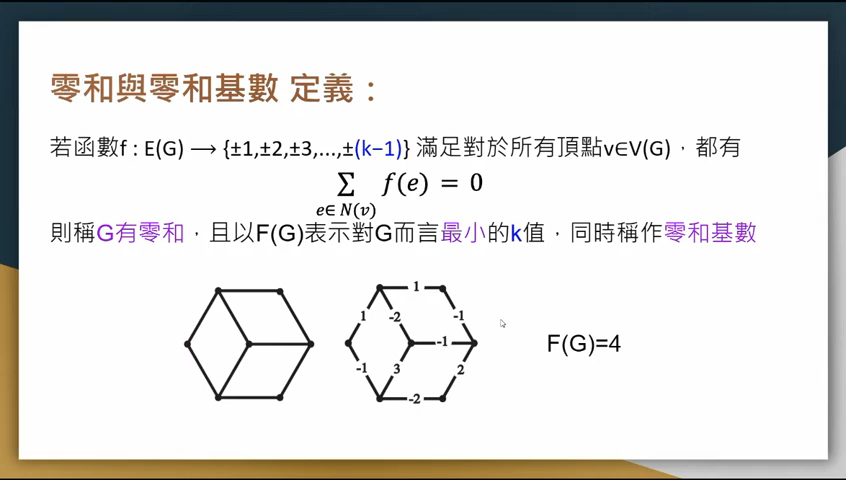 零和與零和基數 定義：
若函數f : E(G) ⟶ {±1,±2,±3,...,±(k−1)} 滿足對於所有頂點v∈V(G)，都有
∑ f(e) = 0
e∈ N(v)
則稱G有零和，且以F(G)表示對G而言最小的k值，同時稱作零和基數
1
1
-2
-1
-1
-1
3
2
-2
F(G)=4